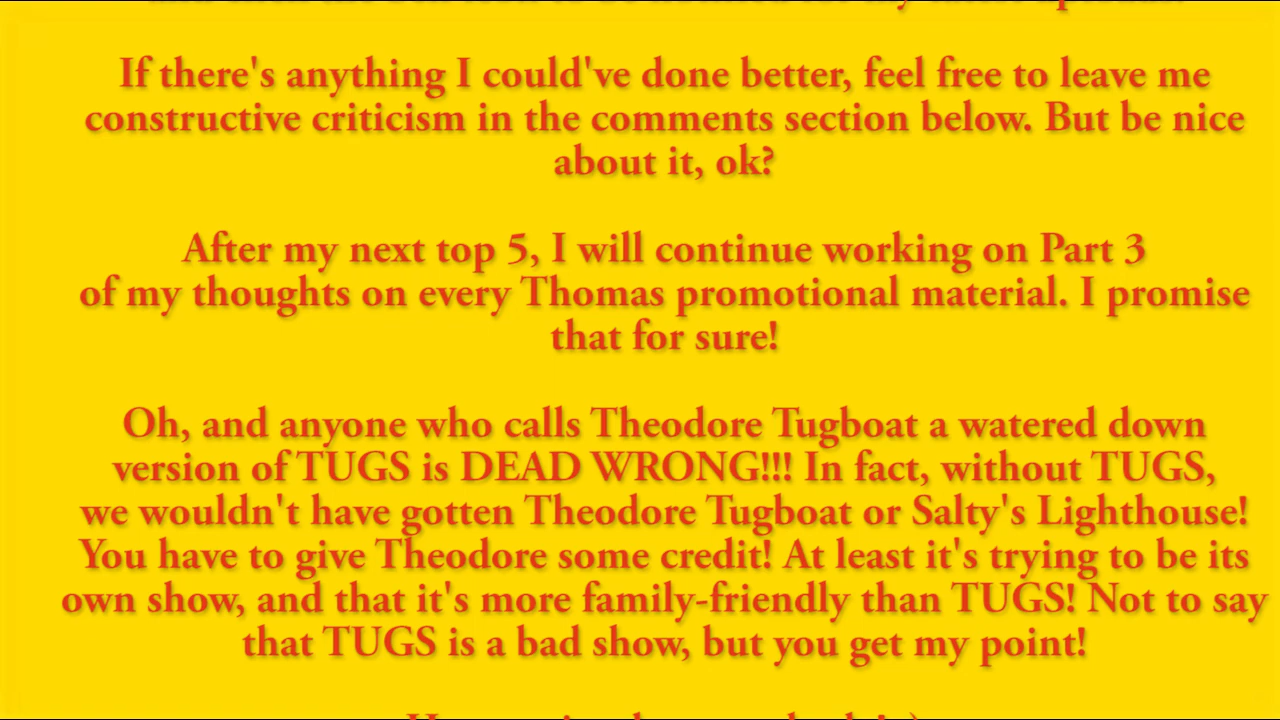 If there's anything I could've done better, feel free to leave me
constructive criticism in the comments section below. But be nice
about it, ok?
After my next top 5, I will continue working on Part 3
of my thoughts on every Thomas promotional material. I promise
that for sure!
Oh, and anyone who calls Theodore Tugboat a watered down
version of TUGS is DEAD WRONG!!! In fact, without TUGS,
we wouldn't have gotten Theodore Tugboat or Salty's Lighthouse!
You have to give Theodore some credit! At least it's trying to be its
own show, and that it's more family-friendly than TUGS! Not to say
that TUGS is a bad show, but you get my point!